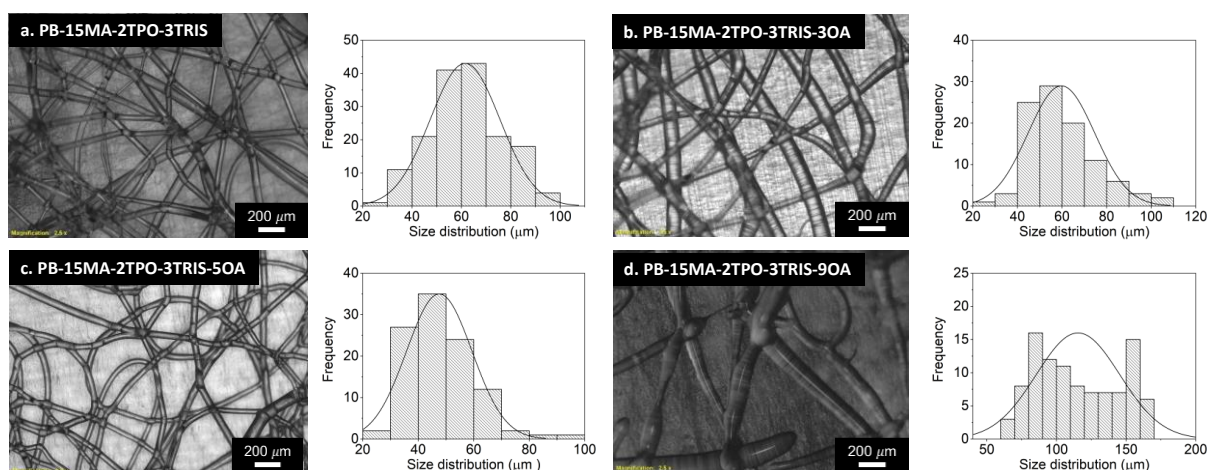 a. PB-15MA-2TPO-3TRIS
200 μm
Magnification: 2.5 x
50
40
30
20
10
0
Frequency
20 40 60 80 100
Size distribution (μm)
b. PB-15MA-2TPO-3TRIS-3OA
200 μm
40
30
20
10
0
Frequency
20 40 60 80 100 120
Size distribution (μm)
c. PB-15MA-2TPO-3TRIS-5OA
200 μm
40
30
20
10
0
Frequency
20 40 60 80 100
Size distribution (μm)
d. PB-15MA-2TPO-3TRIS-9OA
200 μm
25
20
15
10
5
0
Frequency
50 100 150 200
Size distribution (μm)